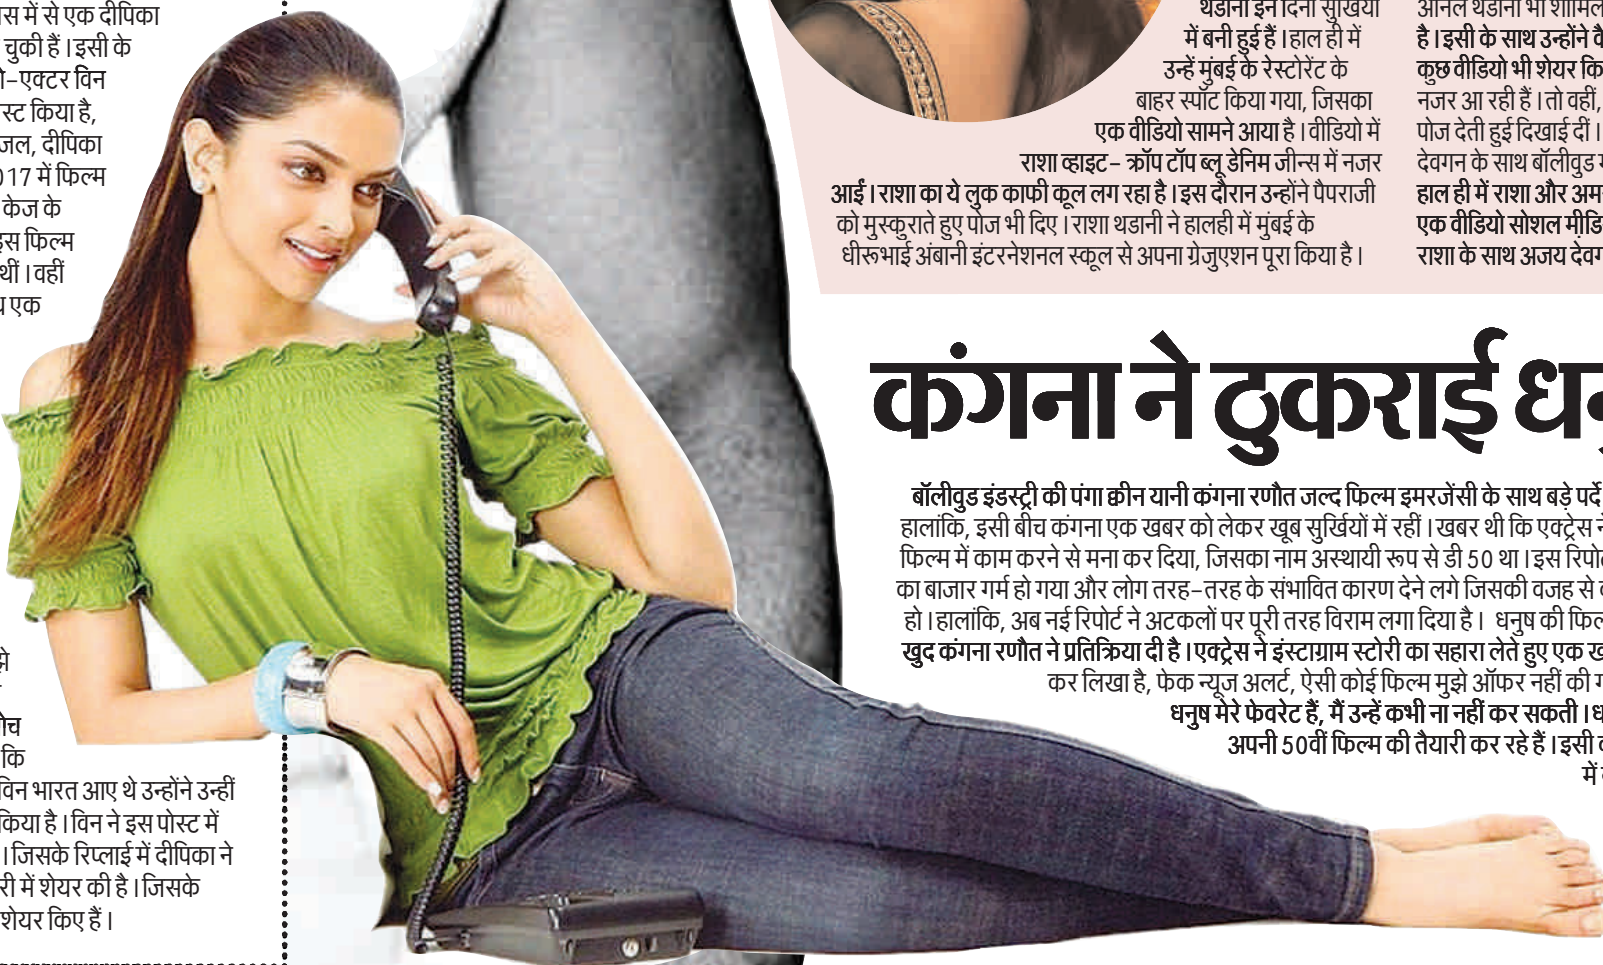 में से एक दीपिका
चुकी हैं । इसी के
को-एक्टर विन
किया है,
दीपिका
में फिल्म
केज के
इस फिल्म
थीं । वहीं
एक
कि
विन भारत आए थे उन्होंने उन्हीं
किया है । विन ने इस पोस्ट में
। जिसके रिप्लाई में दीपिका ने
में शेयर की है । जिसके
शेयर किए हैं ।
थडानी इन दिनों सुर्खियों
में बनी हुई हैं । हाल ही में
उन्हें मुंबई के रेस्टोरेंट के
बाहर स्पॉट किया गया, जिसका
एक वीडियो सामने आया है । वीडियो में
राशा व्हाइट- क्रॉप टॉप ब्लू डेनिम जीन्स में नजर
आईं । राशा का ये लुक काफी कूल लग रहा है । इस दौरान उन्होंने पैपराजी
को मुस्कुराते हुए पोज भी दिए । राशा थडानी ने हालही में मुंबई के
धीरूभाई अंबानी इंटरनेशनल स्कूल से अपना ग्रेजुएशन पूरा किया है ।
थडानी भी शामिल
है । इसी के साथ उन्होंने
कुछ वीडियो भी शेयर
नजर आ रही हैं । तो वहीं,
पोज देती हुई दिखाई दीं ।
देवगन के साथ बॉलीवुड
हाल ही में राशा और
एक वीडियो सोशल
राशा के साथ अजय
कंगना ने ठुकराई
बॉलीवुड इंडस्ट्री की पंगा क्वीन यानी कंगना रणौत जल्द फिल्म इमरजेंसी के साथ बड़े पर्दे
हालांकि, इसी बीच कंगना एक खबर को लेकर खूब सुर्खियों में रहीं । खबर थी कि एक्ट्रेस
फिल्म में काम करने से मना कर दिया, जिसका नाम अस्थायी रूप से डी 50 था । इस
का बाजार गर्म हो गया और लोग तरह-तरह के संभावित कारण देने लगे जिसकी वजह से
हो । हालांकि, अब नई रिपोर्ट ने अटकलों पर पूरी तरह विराम लगा दिया है । धनुष की
खुद कंगना रणौत ने प्रतिक्रिया दी है । एक्ट्रेस ने इंस्टाग्राम स्टोरी का सहारा लेते हुए एक
कर लिखा है, फेक न्यूज अलर्ट, ऐसी कोई फिल्म मुझे ऑफर नहीं की
धनुष मेरे फेवरेट हैं, मैं उन्हें कभी ना नहीं कर सकती ।
अपनी 50वीं फिल्म की तैयारी कर रहे हैं । इसी
में